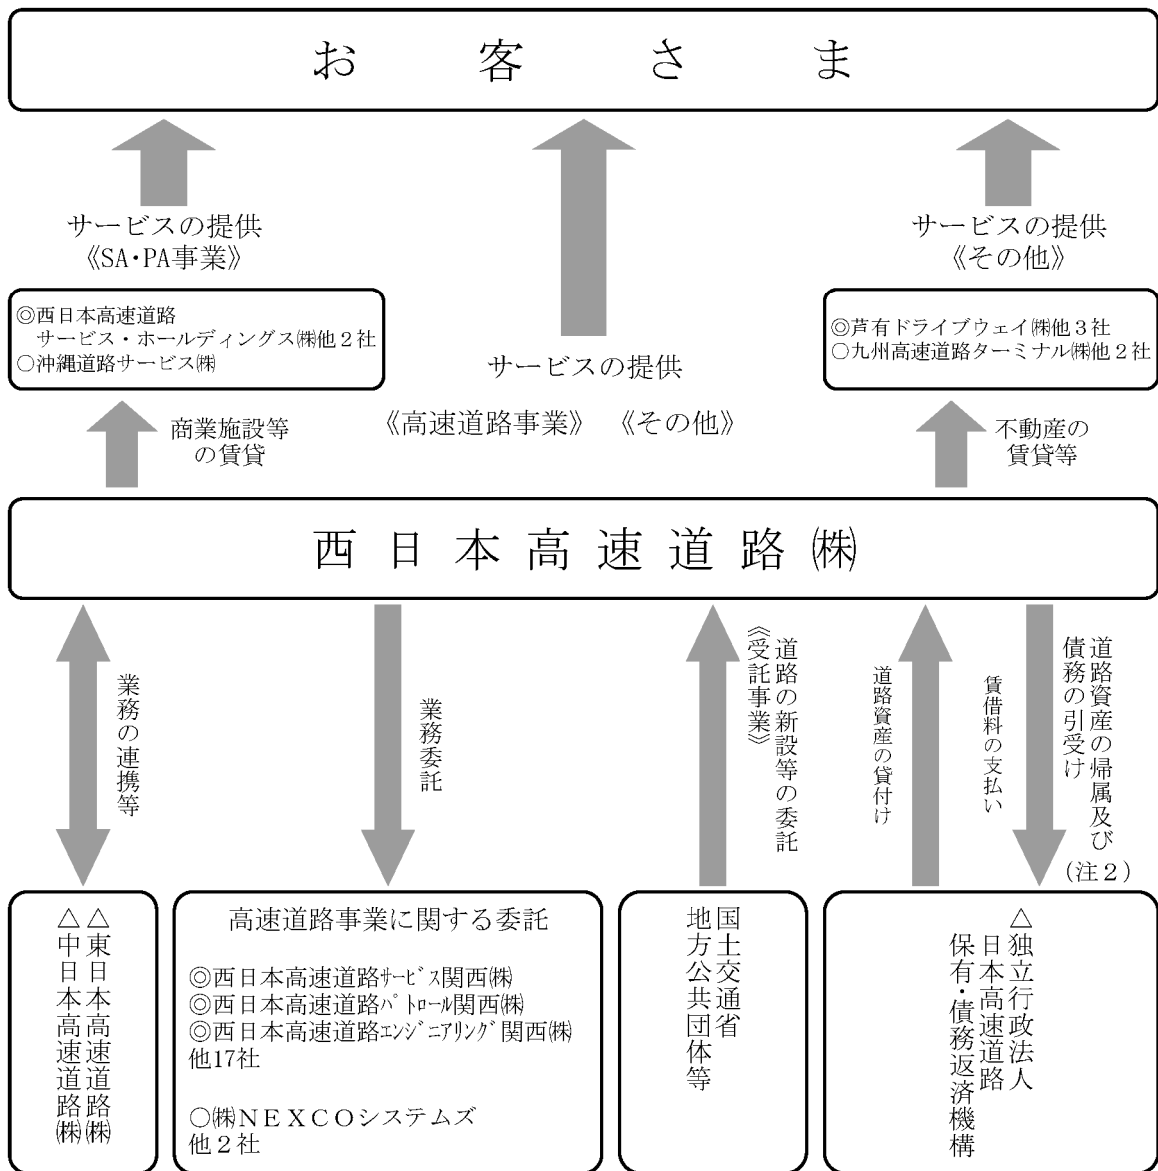 お客さま
サービスの提供
《SA・PA事業》
サービスの提供
《その他》
◎西日本高速道路
サービス・ホールディングス㈱他２社
○沖縄道路サービス㈱
◎芦有ドライブウェイ㈱他３社
○九州高速道路ターミナル㈱他２社
サービスの提供
《高速道路事業》　《その他》
商業施設等
の賃貸
不動産の
賃貸等
西日本高速道路㈱
業務の連携等
業務委託
道路の新設等の委託
《受託事業》
道路資産の貸付け
賃借料の支払い
道路資産の帰属及び
債務の引受け
(注２)
△東日本高速道路㈱
△中日本高速道路㈱
高速道路事業に関する委託
◎西日本高速道路ｻｰﾋﾞｽ関西㈱
◎西日本高速道路ﾊﾟﾄﾛｰﾙ関西㈱
◎西日本高速道路ｴﾝｼﾞﾆｱﾘﾝｸﾞ関西㈱
他17社
○㈱ＮＥＸＣＯシステムズ
他２社
国土交通省
地方公共団体等
△独立行政法人
日本高速道路
保有・債務返済機構